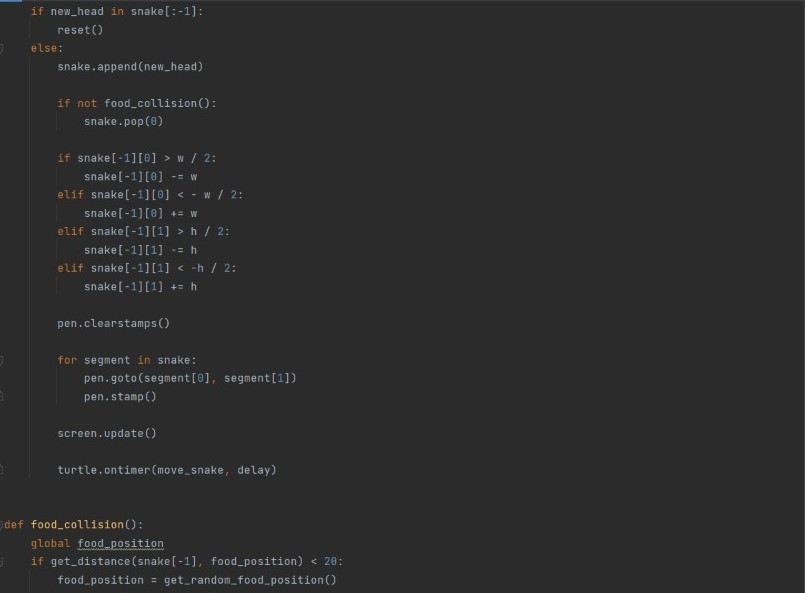 if new_head in snake[:-1]:
reset()
else:
snake.append(new_head)
if not food_collision():
snake.pop(0)
if snake[-1][0] > w / 2:
snake[-1][0] -= w
elif snake[-1][0] < - w / 2:
snake[-1][0] += w
elif snake[-1][1] > h / 2:
snake[-1][1] -= h
elif snake[-1][1] < -h / 2:
snake[-1][1] += h
pen.clearstamps()
for segment in snake:
pen.goto(segment[0], segment[1])
pen.stamp()
screen.update()
turtle.ontimer(move_snake, delay)
def food_collision():
global food_position
if get_distance(snake[-1], food_position) < 20:
food_position = get_random_food_position()